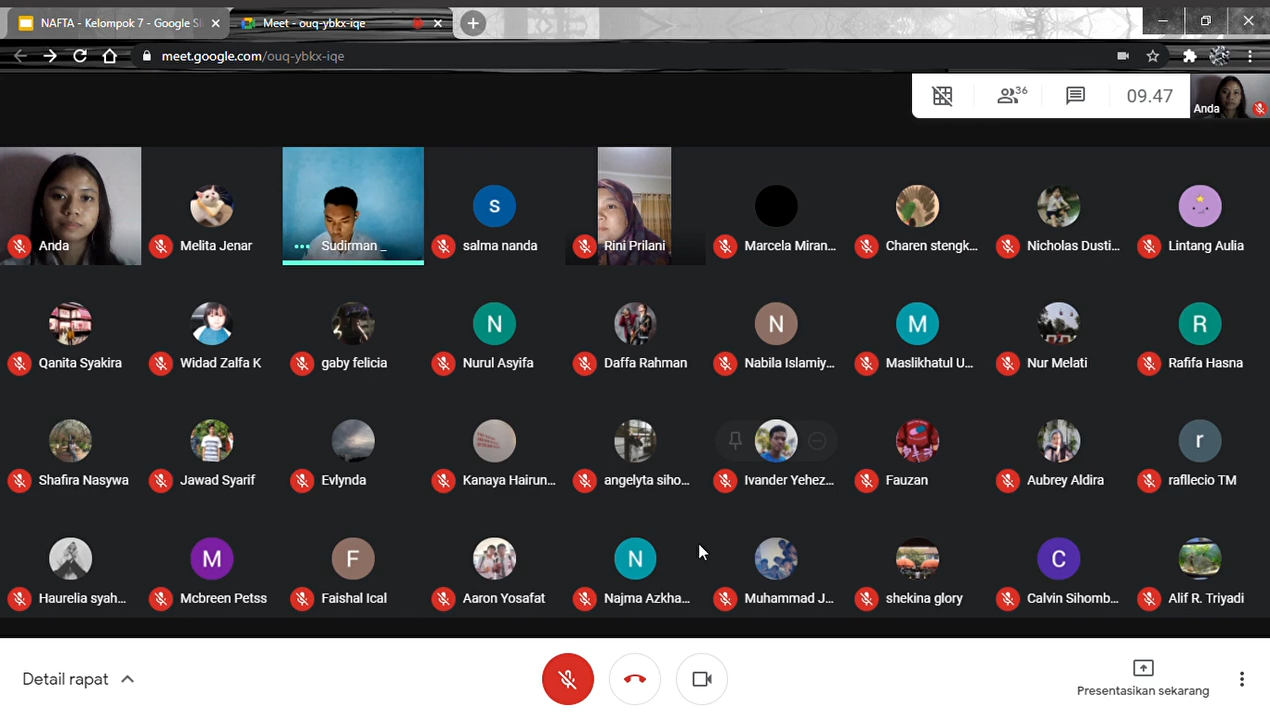 NAFTA - Kelompok 7 - Google Sl
Meet - ouq-ybkx-iqe
meet.google.com/ouq-ybkx-iqe
36
09.47
Anda
Anda
Melita Jenar
Sudirman _
salma nanda
Rini Prilani
Marcela Miran...
Charen stengk...
Nicholas Dusti...
Lintang Aulia
Qanita Syakira
Widad Zalfa K
gaby felicia
N
Nurul Asyifa
Daffa Rahman
N
Nabila Islamiy...
M
Maslikhatul U...
Nur Melati
R
Rafifa Hasna
Shafira Nasywa
Jawad Syarif
Evlynda
Kanaya Hairun...
angelyta siho...
Ivander Yehez...
Fauzan
Aubrey Aldira
r
rafllecio TM
Haurelia syah...
M
Mcbreen Petss
F
Faishal Ical
Aaron Yosafat
N
Najma Azkha...
Muhammad J...
shekina glory
C
Calvin Sihomb...
Alif R. Triyadi
s
Detail rapat
Presentasikan sekarang